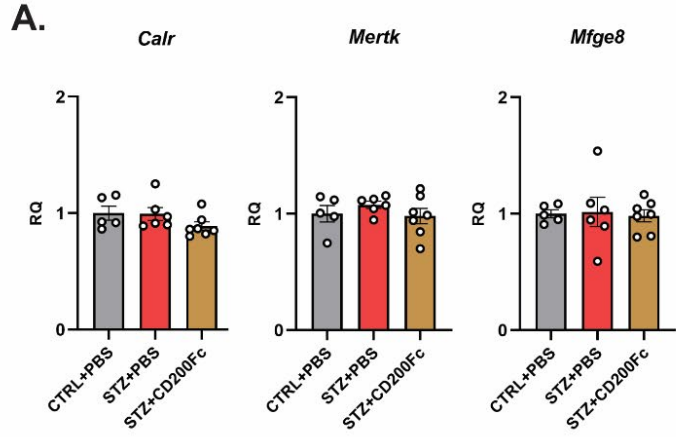 A.
Calr
Mertk
Mfge8
2
1
0
RQ
CTRL+PBS
STZ+PBS
STZ+CD200Fc
2
1
0
RQ
CTRL+PBS
STZ+PBS
STZ+CD200Fc
2
1
0
RQ
CTRL+PBS
STZ+PBS
STZ+CD200Fc